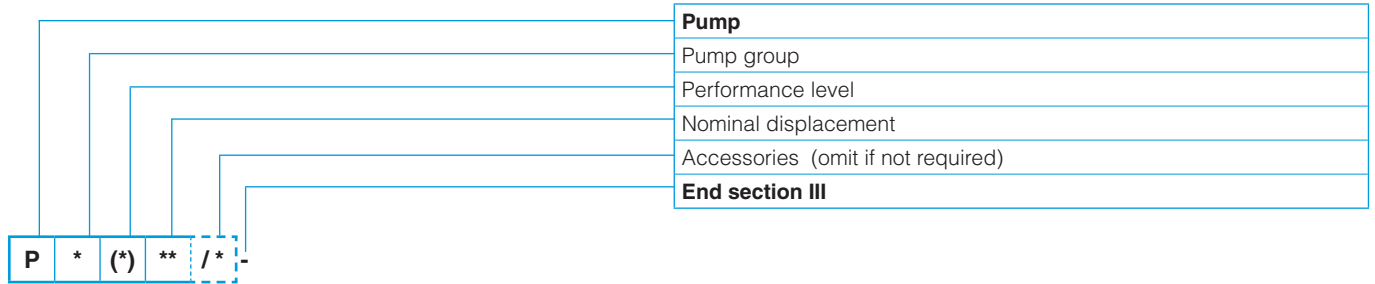 Pump
Pump group
Performance level
Nominal displacement
Accessories (omit if not required)
End section III
P * (*) ** / * -